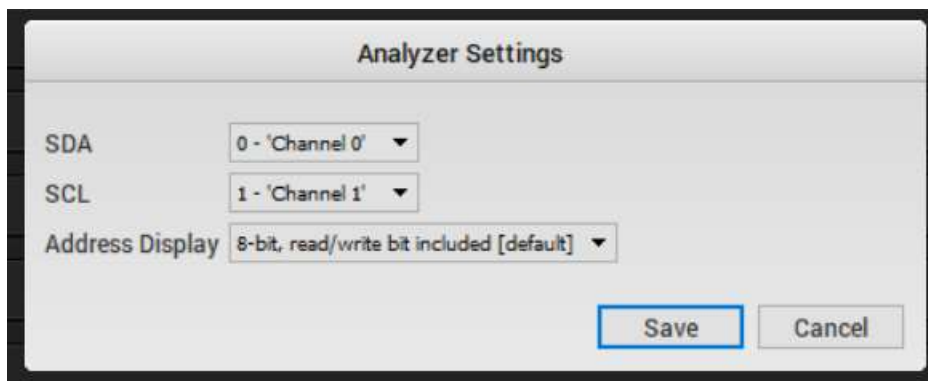 Analyzer Settings
SDA 0 - 'Channel 0'
SCL 1 - 'Channel 1'
Address Display 8-bit, read/write bit included [default]
Save Cancel